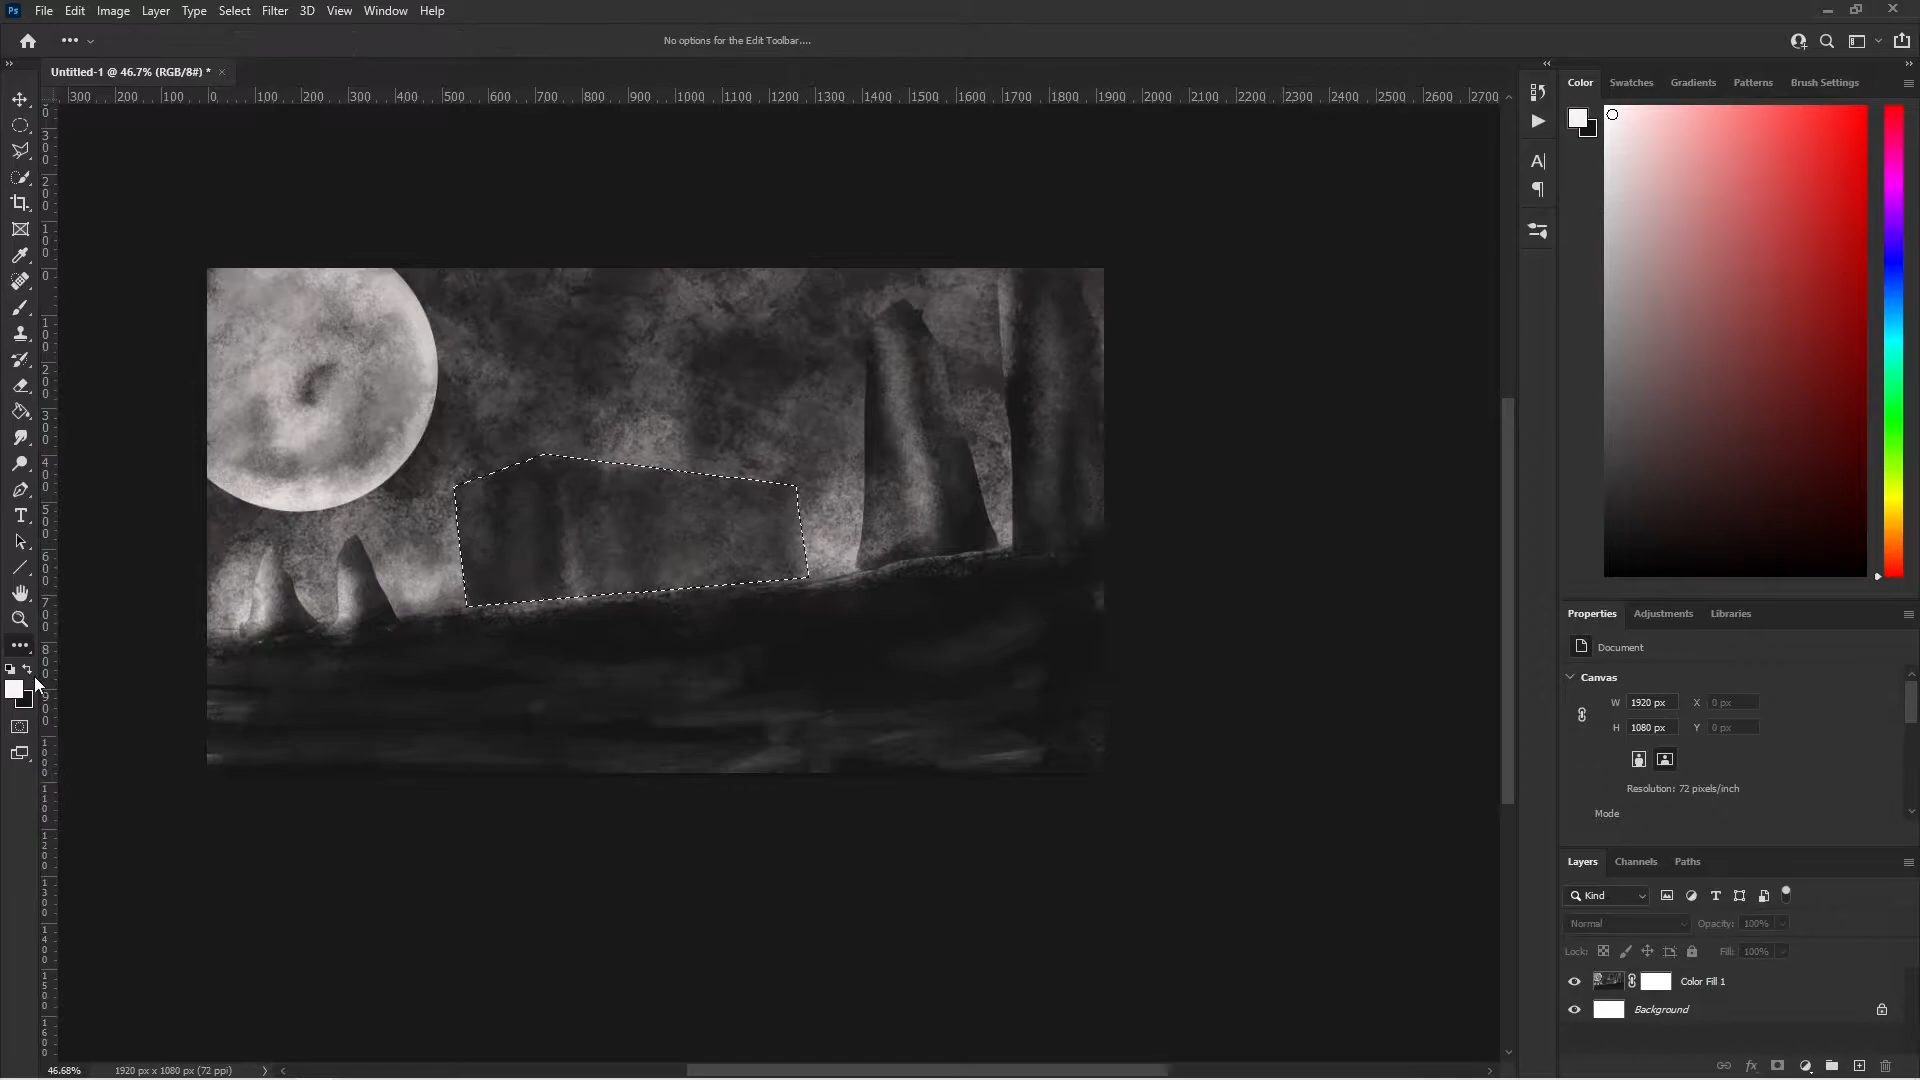 Ps File Edit Image Layer Type Select Filter 3D View Window Help
No options for the Edit Toolbar....
Untitled-1 @ 46.7% (RGB/8#) *
Color Swatches Gradients Patterns Brush Settings
300 200 100 0 100 200 300 400 500 600 700 800 900 1000 1100 1200 1300 1400 1500 1600 1700 1800 1900 2000 2100 2200 2300 2400 2500 2600 2700
Properties Adjustments Libraries
Document
Canvas
W 1920 px X 0 px
H 1080 px Y 0 px
Resolution: 72 pixels/inch
Mode
Layers Channels Paths
Kind
Normal Opacity: 100%
Lock: Fill: 100%
Color Fill 1
Background
46.68% 1920 px x 1080 px (72 ppi)